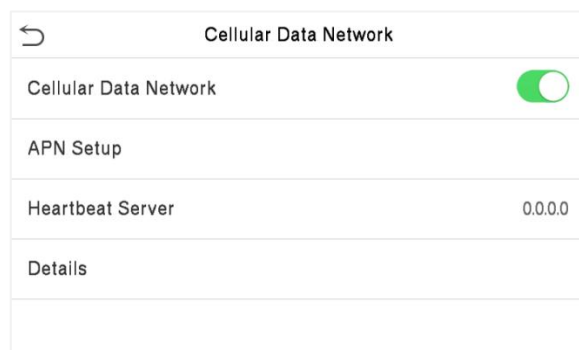 Cellular Data Network
Cellular Data Network
APN Setup
Heartbeat Server 0.0.0.0
Details